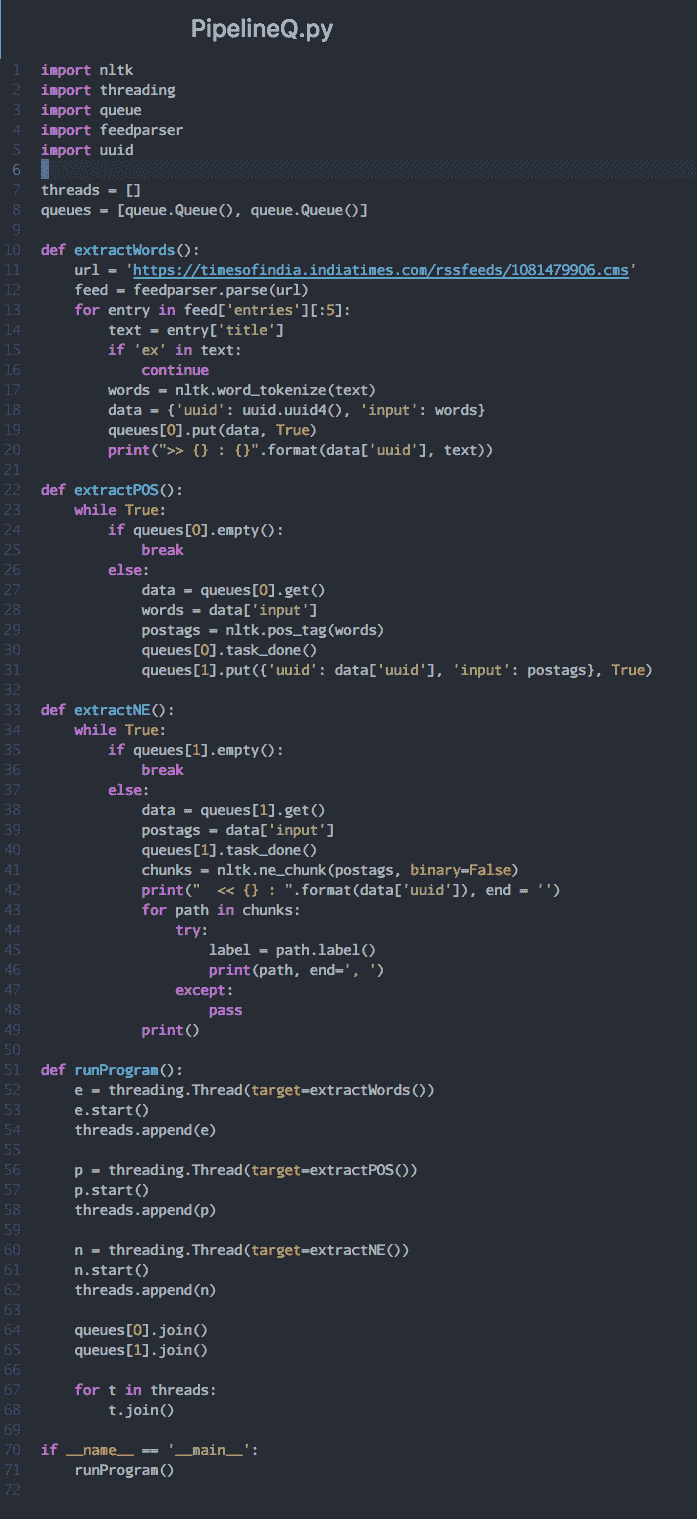 PipelineQ.py
1 import nltk
2 import threading
3 import queue
4 import feedparser
5 import uuid
6
7 threads = []
8 queues = [queue.Queue(), queue.Queue()]
9
10 def extractWords():
11     url = 'https://timesofindia.indiatimes.com/rssfeeds/1081479906.cms'
12     feed = feedparser.parse(url)
13     for entry in feed['entries'][:5]:
14         text = entry['title']
15         if 'ex' in text:
16             continue
17         words = nltk.word_tokenize(text)
18         data = {'uuid': uuid.uuid4(), 'input': words}
19         queues[0].put(data, True)
20         print(">> {} : {}".format(data['uuid'], text))
21
22 def extractPOS():
23     while True:
24         if queues[0].empty():
25             break
26         else:
27             data = queues[0].get()
28             words = data['input']
29             postags = nltk.pos_tag(words)
30             queues[0].task_done()
31             queues[1].put({'uuid': data['uuid'], 'input': postags}, True)
32
33 def extractNE():
34     while True:
35         if queues[1].empty():
36             break
37         else:
38             data = queues[1].get()
39             postags = data['input']
40             queues[1].task_done()
41             chunks = nltk.ne_chunk(postags, binary=False)
42             print("  << {} : ".format(data['uuid']), end = '')
43             for path in chunks:
44                 try:
45                     label = path.label()
46                     print(path, end=', ')
47                 except:
48                     pass
49             print()
50
51 def runProgram():
52     e = threading.Thread(target=extractWords())
53     e.start()
54     threads.append(e)
55
56     p = threading.Thread(target=extractPOS())
57     p.start()
58     threads.append(p)
59
60     n = threading.Thread(target=extractNE())
61     n.start()
62     threads.append(n)
63
64     queues[0].join()
65     queues[1].join()
66
67     for t in threads:
68         t.join()
69
70 if __name__ == '__main__':
71     runProgram()
72